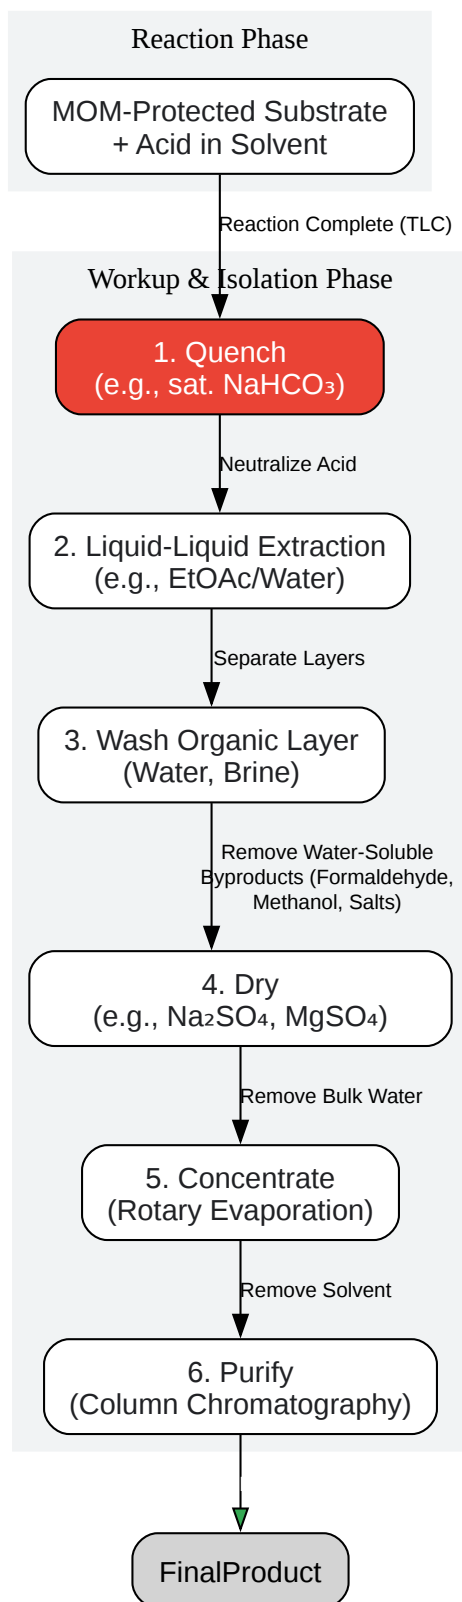 Reaction Phase
MOM-Protected Substrate
+ Acid in Solvent
Reaction Complete (TLC)
Workup & Isolation Phase
1. Quench
(e.g., sat. NaHCO₃)
Neutralize Acid
2. Liquid-Liquid Extraction
(e.g., EtOAc/Water)
Separate Layers
3. Wash Organic Layer
(Water, Brine)
Remove Water-Soluble
Byproducts (Formaldehyde,
Methanol, Salts)
4. Dry
(e.g., Na₂SO₄, MgSO₄)
Remove Bulk Water
5. Concentrate
(Rotary Evaporation)
Remove Solvent
6. Purify
(Column Chromatography)
FinalProduct